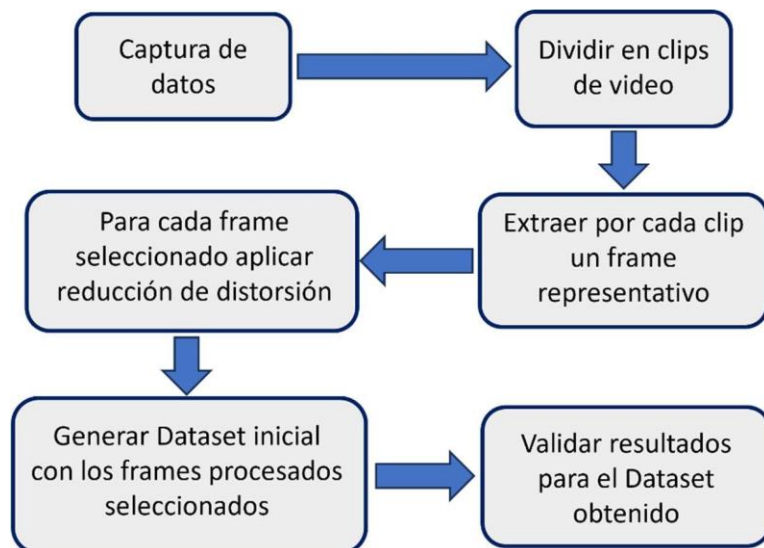 Captura de
datos
Dividir en clips
de video
Extraer por cada clip
un frame
representativo
Para cada frame
seleccionado aplicar
reducción de distorsión
Generar Dataset inicial
con los frames procesados
seleccionados
Validar resultados
para el Dataset
obtenido